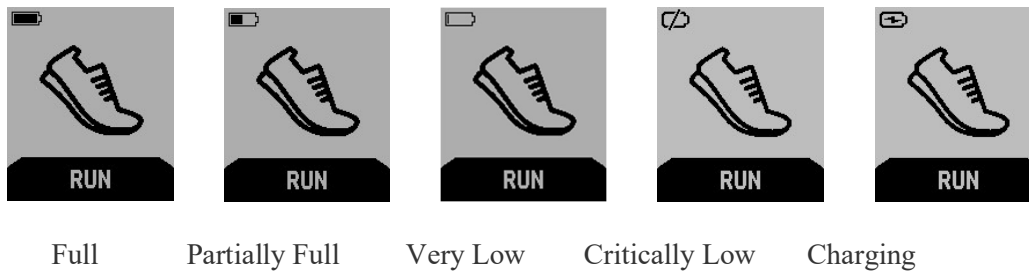 RUN RUN RUN RUN RUN
Full Partially Full Very Low Critically Low Charging